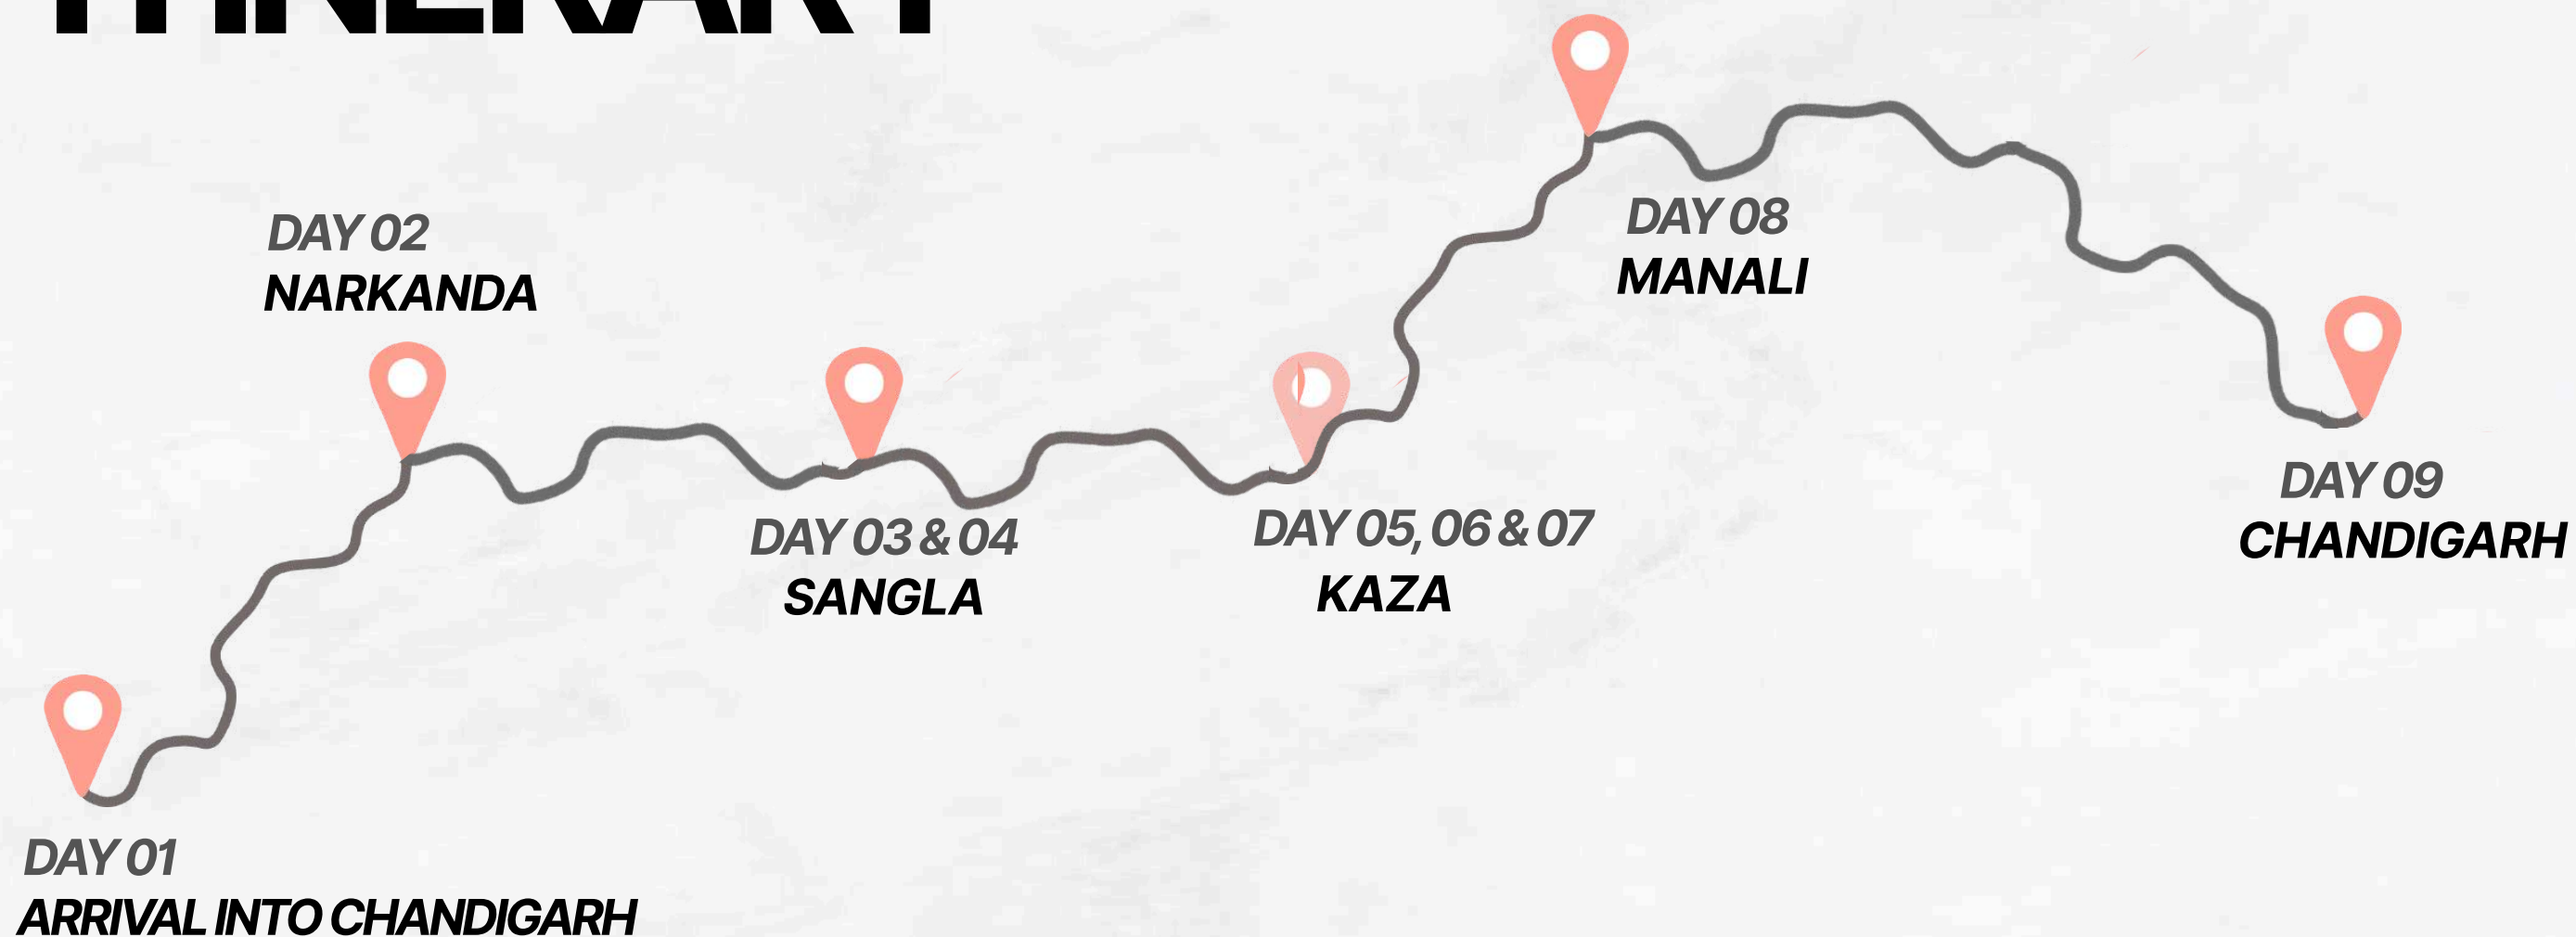 ITINERARY
DAY 01
ARRIVAL INTO CHANDIGARH
DAY 02
NARKANDA
DAY 03 & 04
SANGLA
DAY 05, 06 & 07
KAZA
DAY 08
MANALI
DAY 09
CHANDIGARH